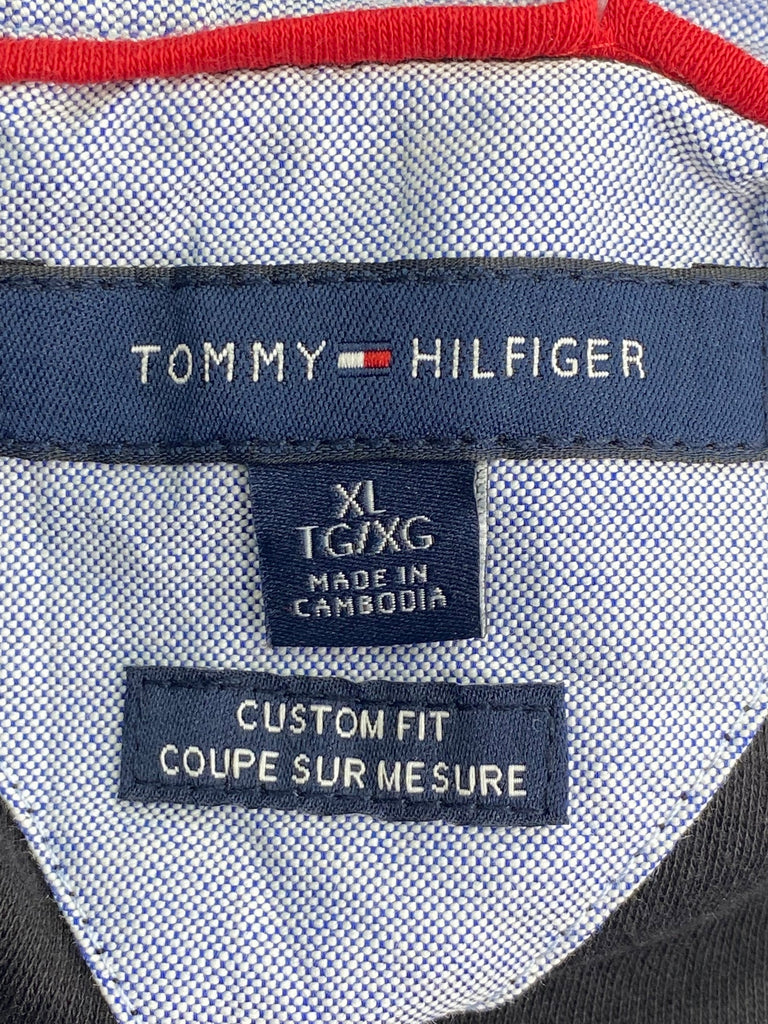 TOMMY HILFIGER
XL
TG/XG
MADE IN
CAMBODIA
CUSTOM FIT
COUPE SUR MESURE